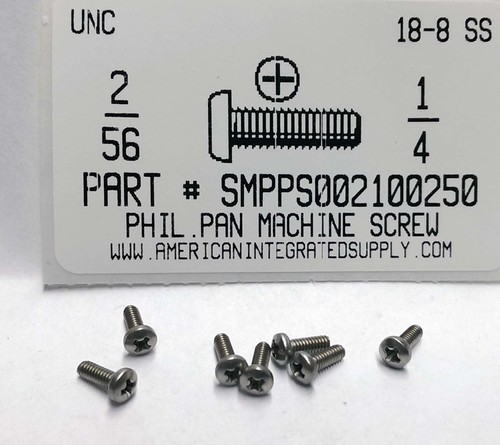 UNC 18-8 SS
2 1
56 4
PART # SMPPS002100250
PHIL.PAN MACHINE SCREW
WWW.AMERICANINTEGRATEDSUPPLY.COM